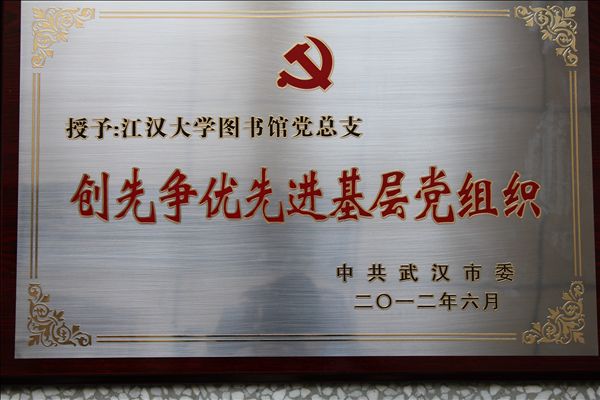 授予:江汉大学图书馆党总支
创先争优先进基层党组织
中共武汉市委
二〇一二年六月